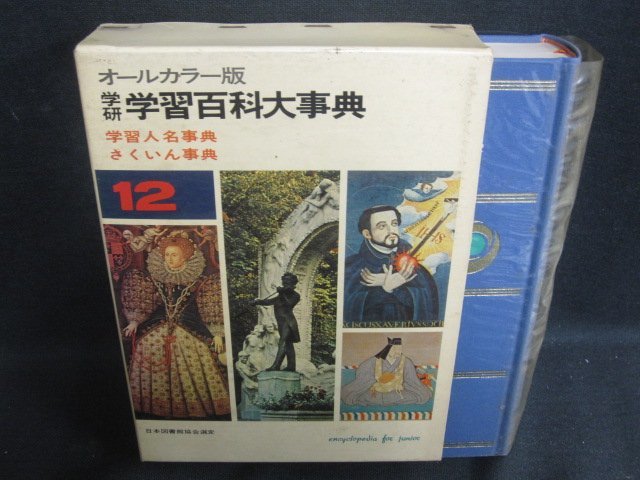 オールカラー版
学研 学習百科大事典
学習人名事典
さくいん事典
12
日本図書館協会選定
encyclopedia for junior